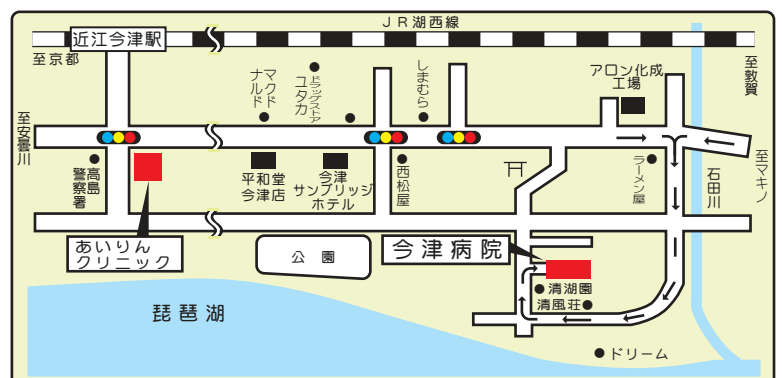 JR湖西線
近江今津駅
至京都
至敦賀
至安曇川
マクド
ナルド
ドラッグストア
ユタカ
しまむら
アロン化成
工場
高島
警察署
平和堂
今津店
今津
サンブリッジ
ホテル
西松屋
ラーメン屋
石田川
至マキノ
あいりん
クリニック
公園
今津病院
清湖園
清風荘
琵琶湖
ドリーム